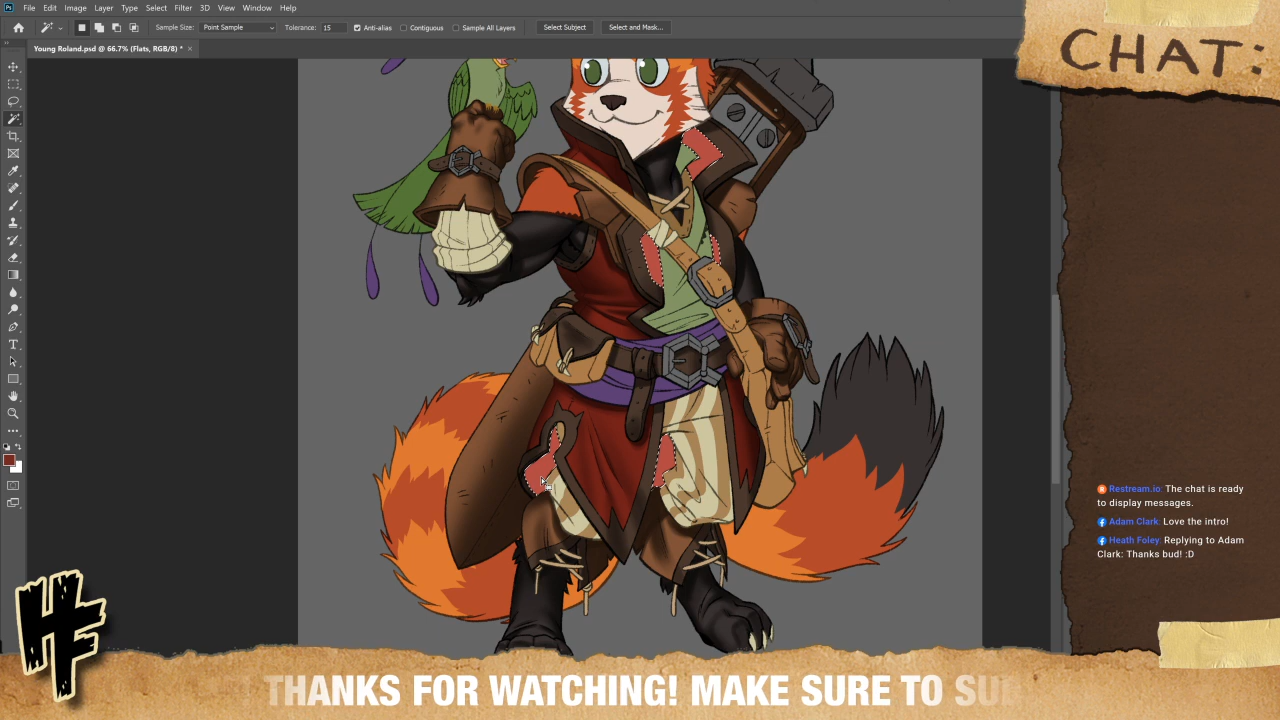 Ps File Edit Image Layer Type Select Filter 3D View Window Help
Sample Size: Point Sample Tolerance: 15 Anti-alias Contiguous Sample All Layers Select Subject Select and Mask...
Young Roland.psd @ 66.7% (Flats, RGB/8) * ×
CHAT:
Restream.io: The chat is ready
to display messages.
Adam Clark: Love the intro!
Heath Foley: Replying to Adam
Clark: Thanks bud! :D
HF
THANKS FOR WATCHING! MAKE SURE TO